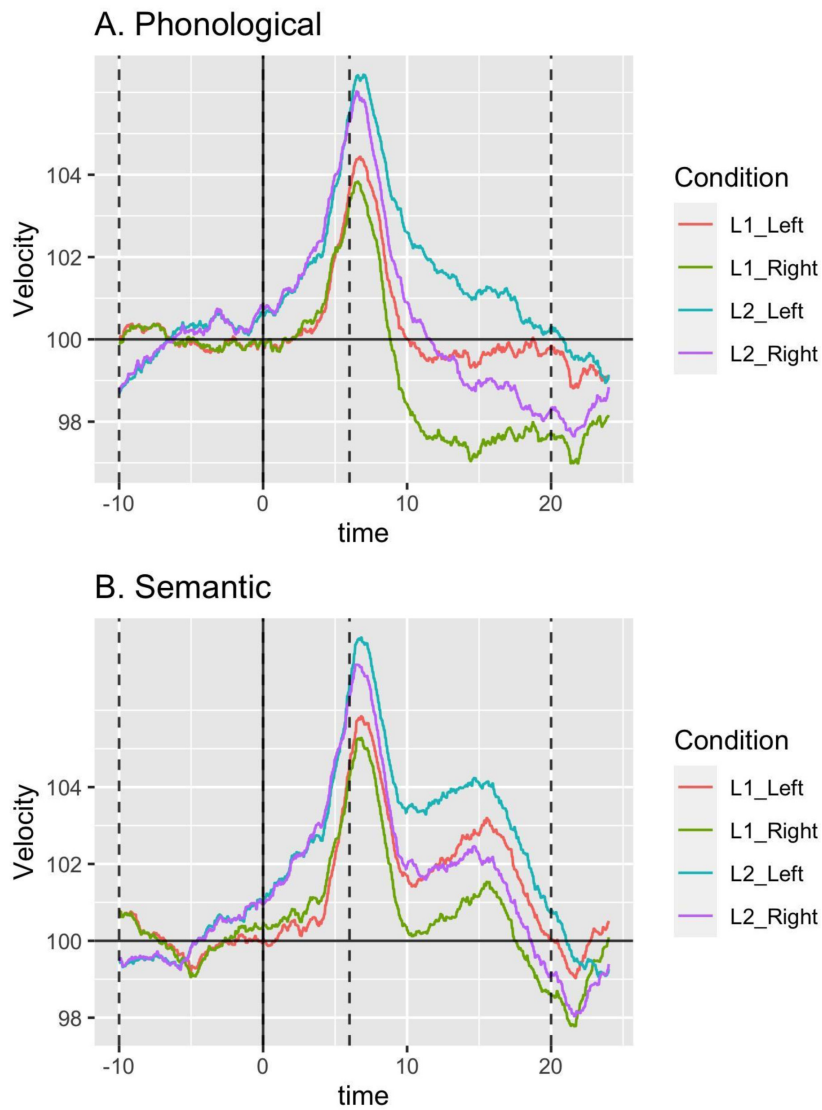 A. Phonological
104
102
100
98
Velocity
-10 0 10 20
time
Condition
L1_Left
L1_Right
L2_Left
L2_Right
B. Semantic
104
102
100
98
Velocity
-10 0 10 20
time
Condition
L1_Left
L1_Right
L2_Left
L2_Right